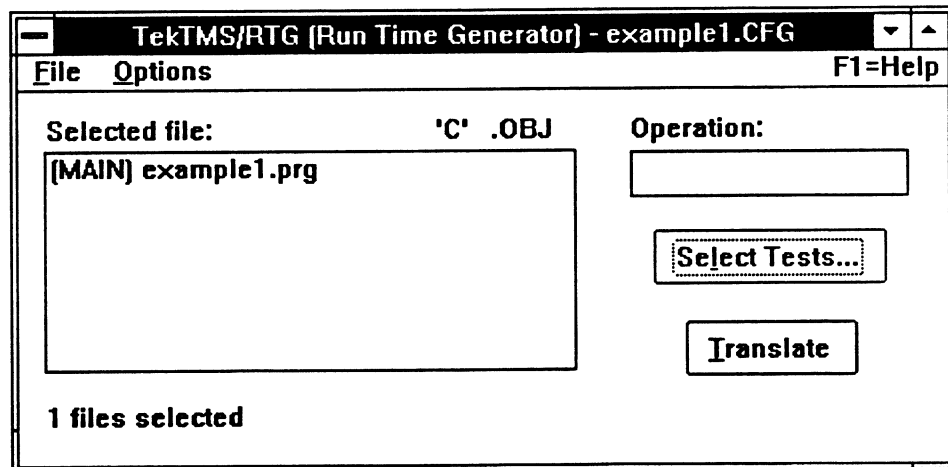 TekTMS/RTG (Run Time Generator) - example1.CFG
File Options F1=Help
Selected file: 'C' .OBJ Operation:
(MAIN) example1.prg
Select Tests...
Translate
1 files selected